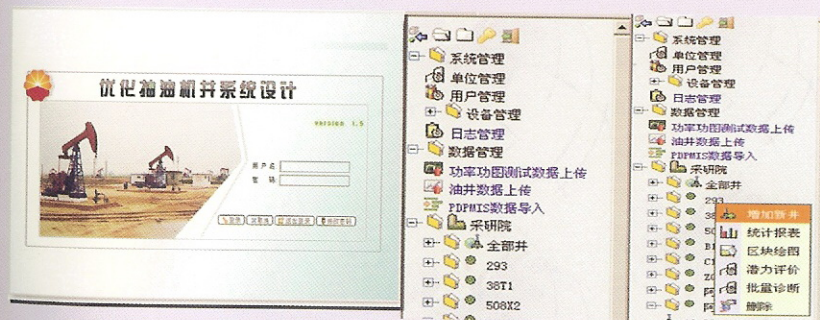 优化抽油机井系统设计
VERSION 1.5
用户名
密 码
系统管理
单位管理
用户管理
设备管理
日志管理
数据管理
功率功图测试数据上传
油井数据上传
PDPMIS数据导入
采研院
全部井
293
38T1
508X2
系统管理
单位管理
用户管理
设备管理
日志管理
数据管理
功率功图测试数据上传
油井数据上传
PDPMIS数据导入
采研院
全部井
293
增加新井
统计报表
区块绘图
潜力评价
批量诊断
删除